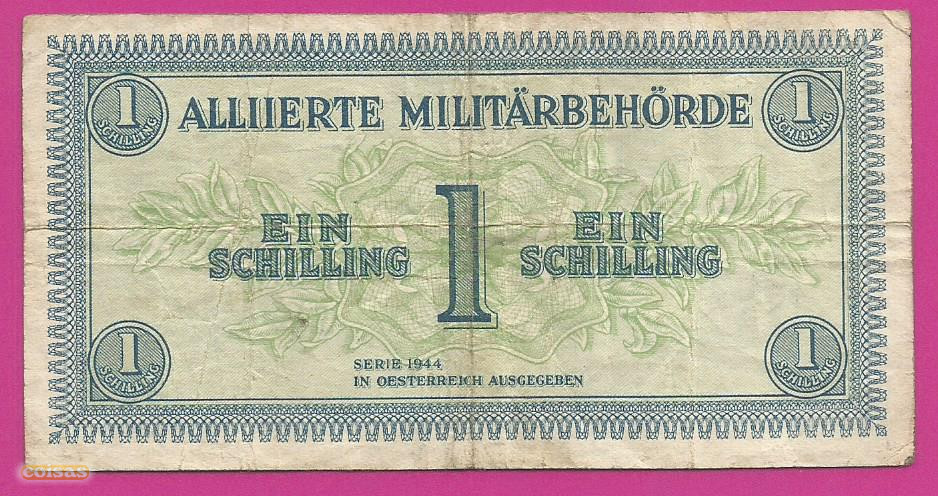 1 SCHILLING
1 SCHILLING
ALLIIERTE MILITÄRBEHÖRDE
EIN SCHILLING
1
EIN SCHILLING
1 SCHILLING
1 SCHILLING
SERIE 1944
IN OESTERREICH AUSGEGEBEN
coisas